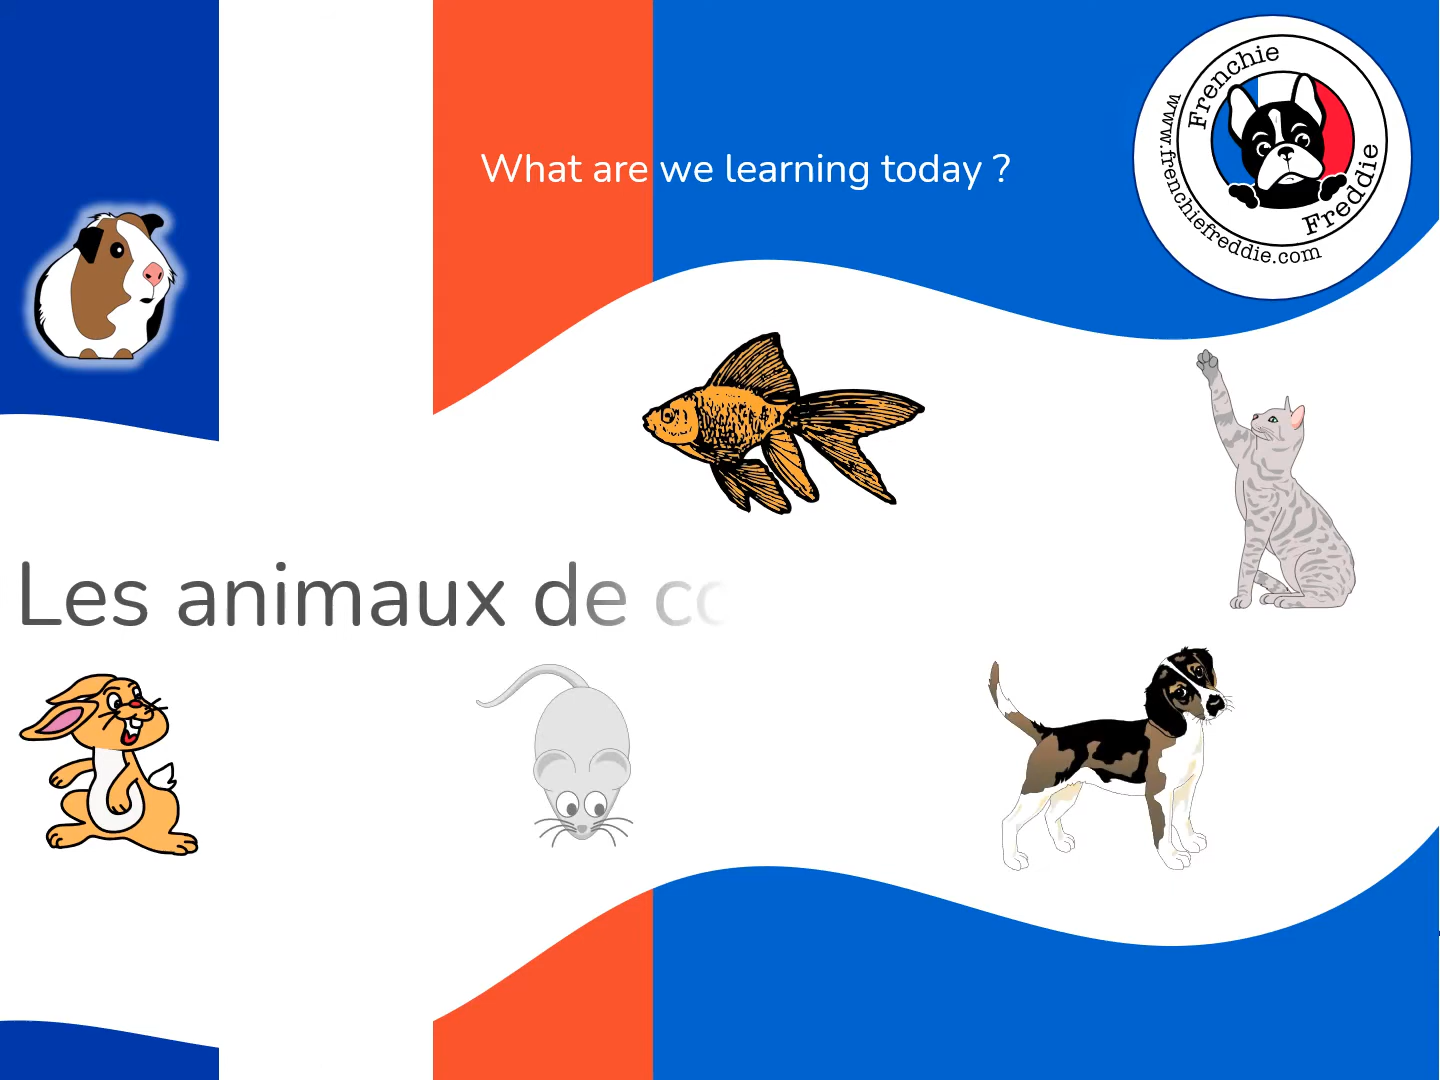 Frenchie
Freddie
www.frenchiefreddie.com
What are we learning today ?
Les animaux de